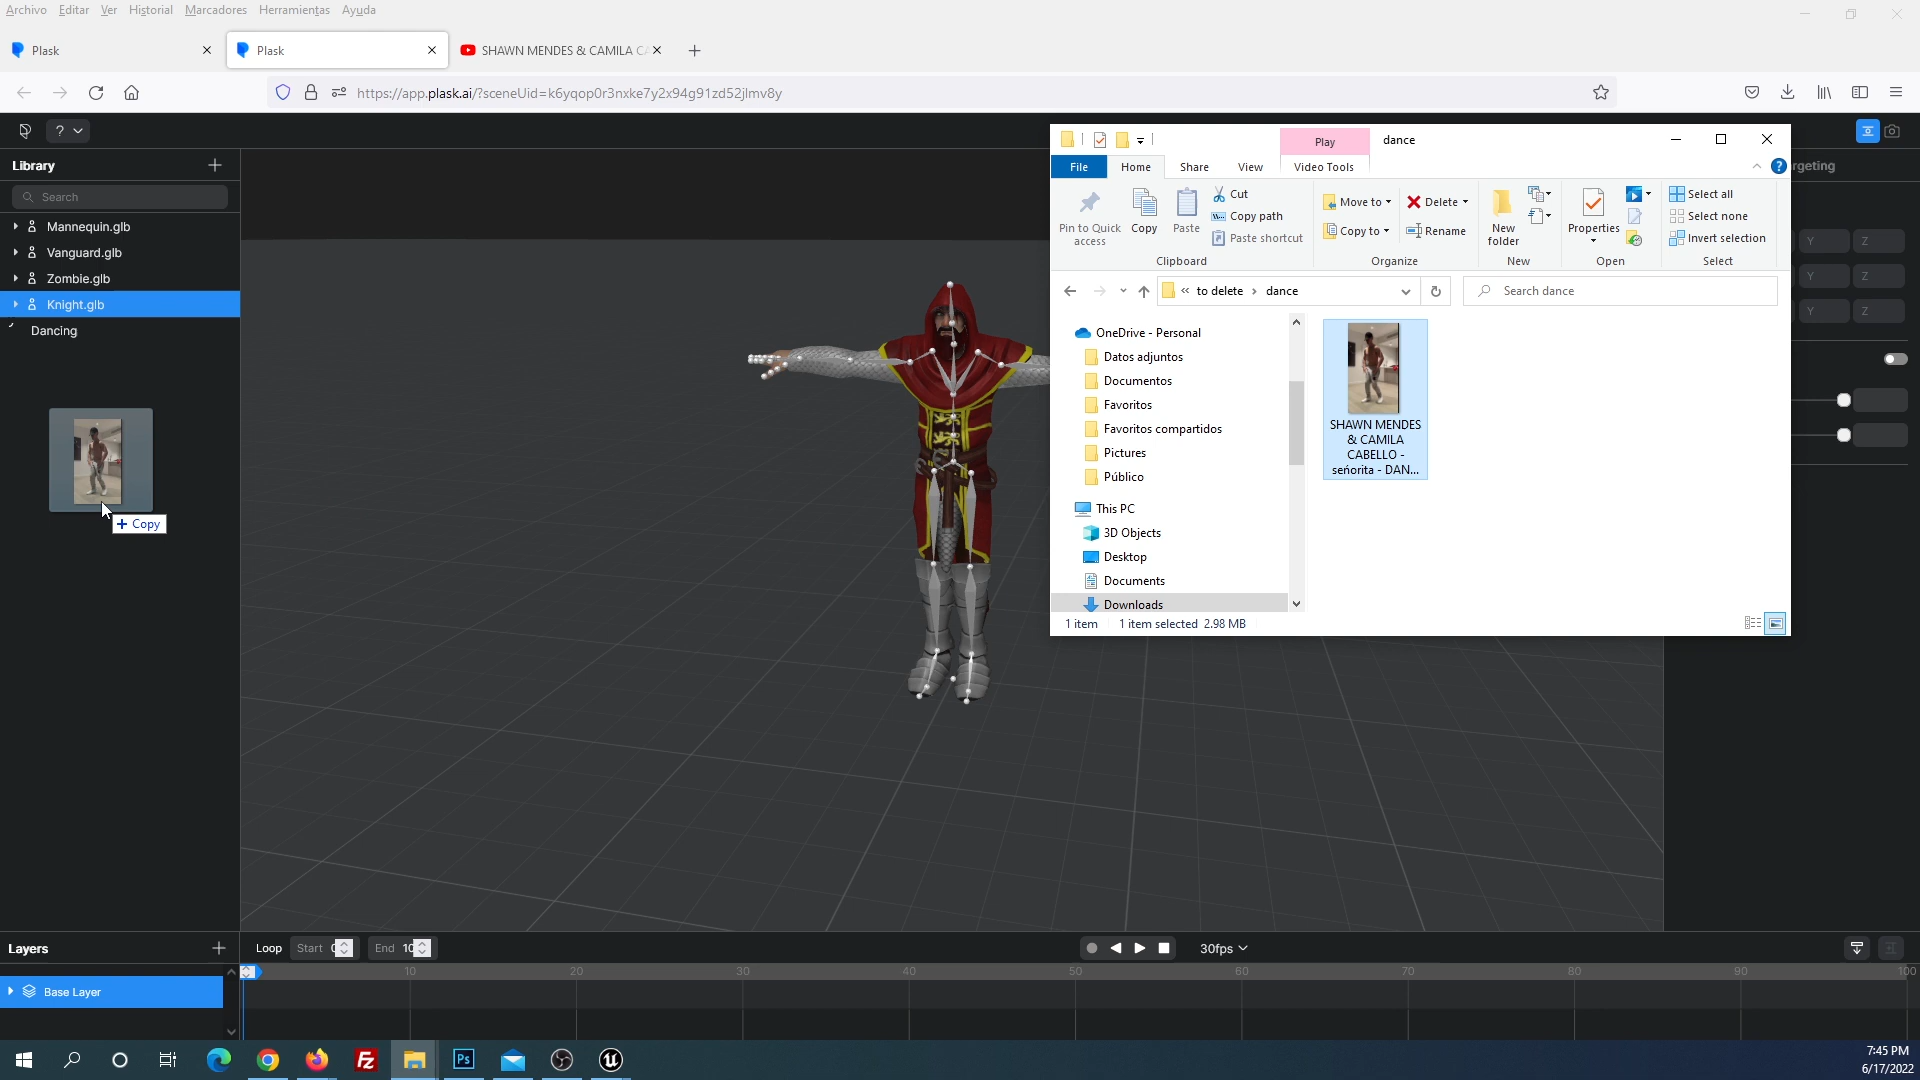 Archivo Editar Ver Historial Marcadores Herramientas Ayuda
Plask
Plask
SHAWN MENDES & CAMILA CA
https://app.plask.ai/?sceneUid=k6yqop0r3nxke7y2x94g91zd52jlmv8y
?
Library
Search
Mannequin.glb
Vanguard.glb
Zombie.glb
Knight.glb
Dancing
+ Copy
Play
dance
File Home Share View Video Tools
rgeting
Pin to Quick access
Copy
Paste
Cut
Copy path
Paste shortcut
Clipboard
Move to
Copy to
Delete
Rename
Organize
New folder
New
Properties
Open
Select all
Select none
Invert selection
Select
Y Z
Y Z
Y Z
« to delete › dance
Search dance
OneDrive - Personal
Datos adjuntos
Documentos
Favoritos
Favoritos compartidos
Pictures
Público
This PC
3D Objects
Desktop
Documents
Downloads
SHAWN MENDES
& CAMILA
CABELLO -
señorita - DAN...
1 item 1 item selected 2.98 MB
Layers
Loop Start 0 End 10
30fps
10 20 30 40 50 60 70 80 90 100
Base Layer
Fz
Ps
7:45 PM
6/17/2022